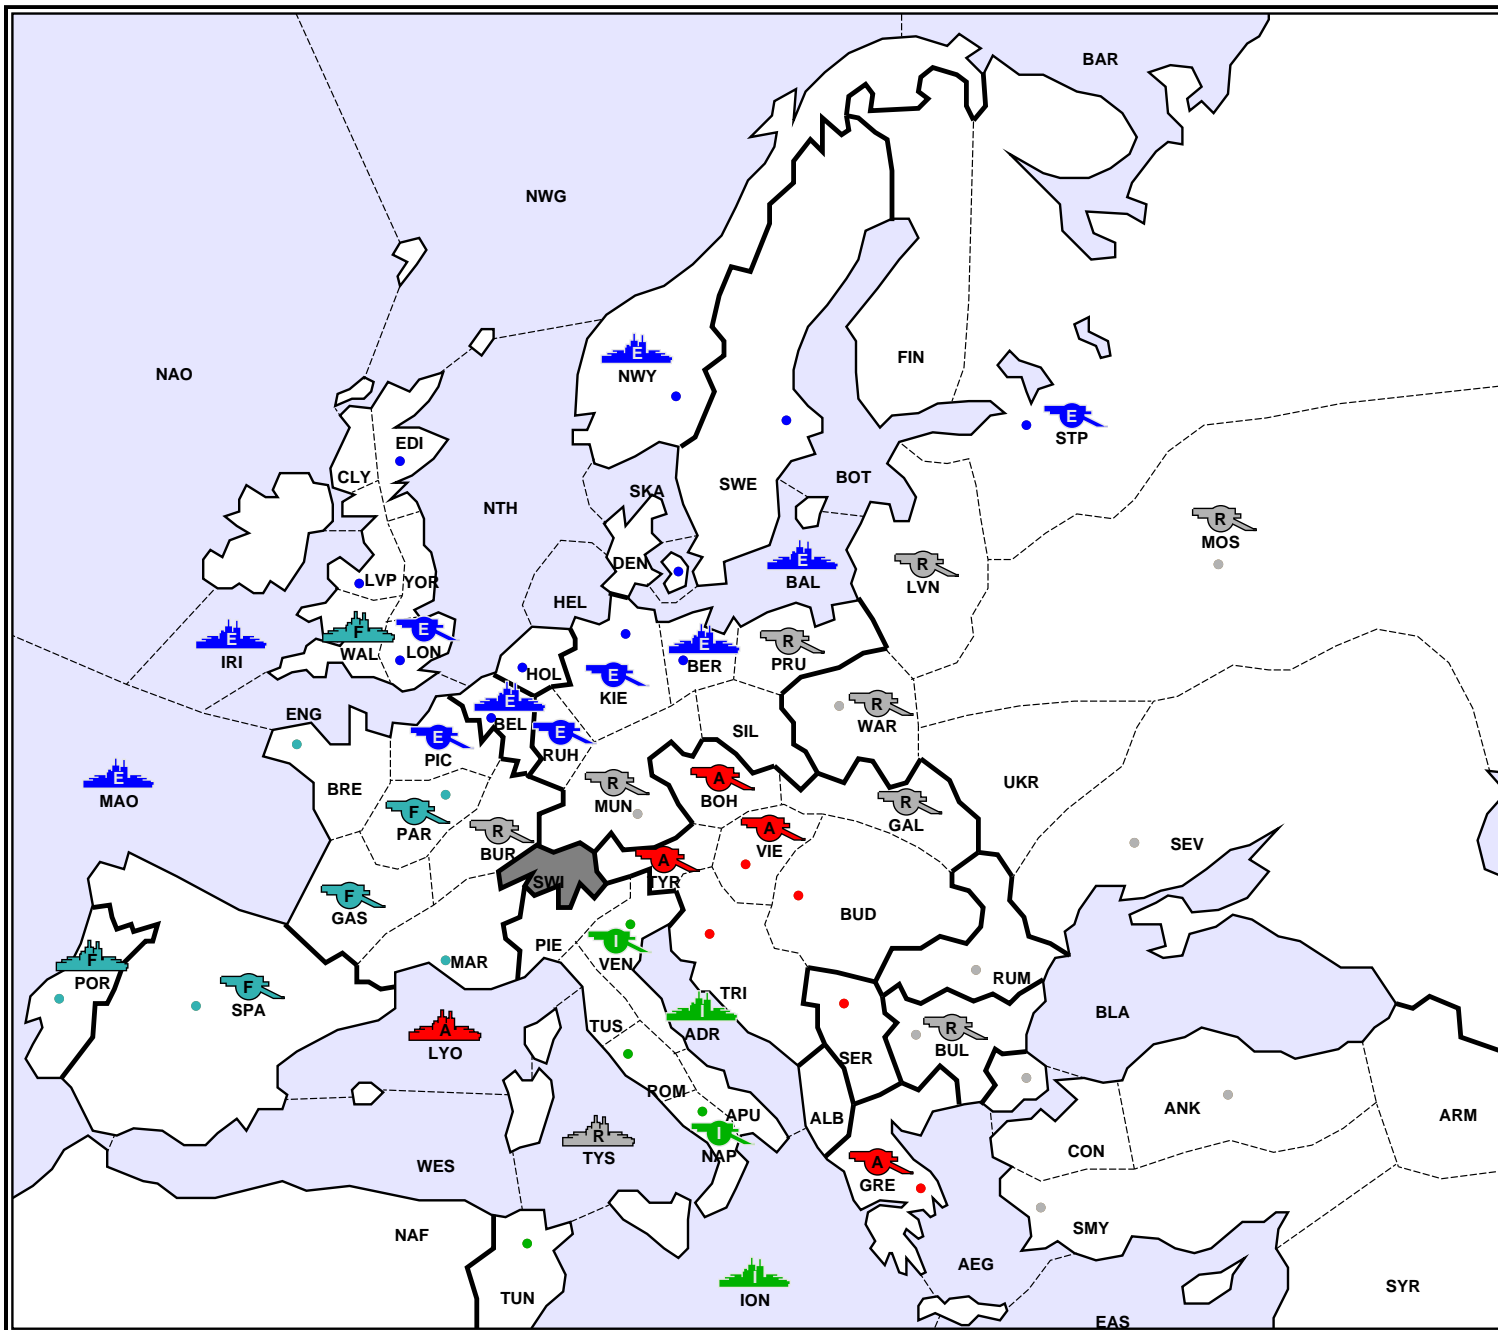 BAR
NWG
NAO
E
NWY
FIN
E
STP
EDI
CLY
SWE
BOT
SKA
NTH
R
MOS
DEN
E
BAL
R
LVN
LVP
YOR
HEL
E
IRI
F
WAL
E
LON
E
BER
R
PRU
HOL
E
KIE
E
BEL
R
WAR
ENG
E
PIC
E
RUH
SIL
E
MAO
BRE
R
MUN
A
BOH
R
GAL
UKR
F
PAR
R
BUR
A
VIE
SEV
A
TYR
SWI
F
GAS
BUD
PIE
I
VEN
MAR
F
POR
F
SPA
RUM
TRI
I
ADR
BLA
A
LYO
TUS
R
BUL
SER
ROM
APU
ALB
ANK
ARM
R
TYS
I
NAP
CON
WES
A
GRE
NAF
SMY
AEG
I
ION
TUN
SYR
EAS